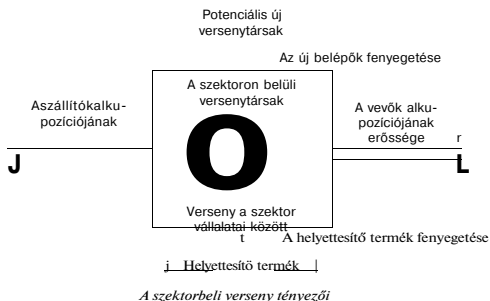 Potenciális új
versenytársak
Az új belépők fenyegetése
A szektoron belüli
versenytársak
Aszállítókalku-
pozíciójának
A vevők alku-
pozíciójának
erőssége r
J
O
L
Verseny a szektor
vállalatai között
t A helyettesítő termék fenyegetése
j Helyettesitö termék |
A szektorbeli verseny tényezői